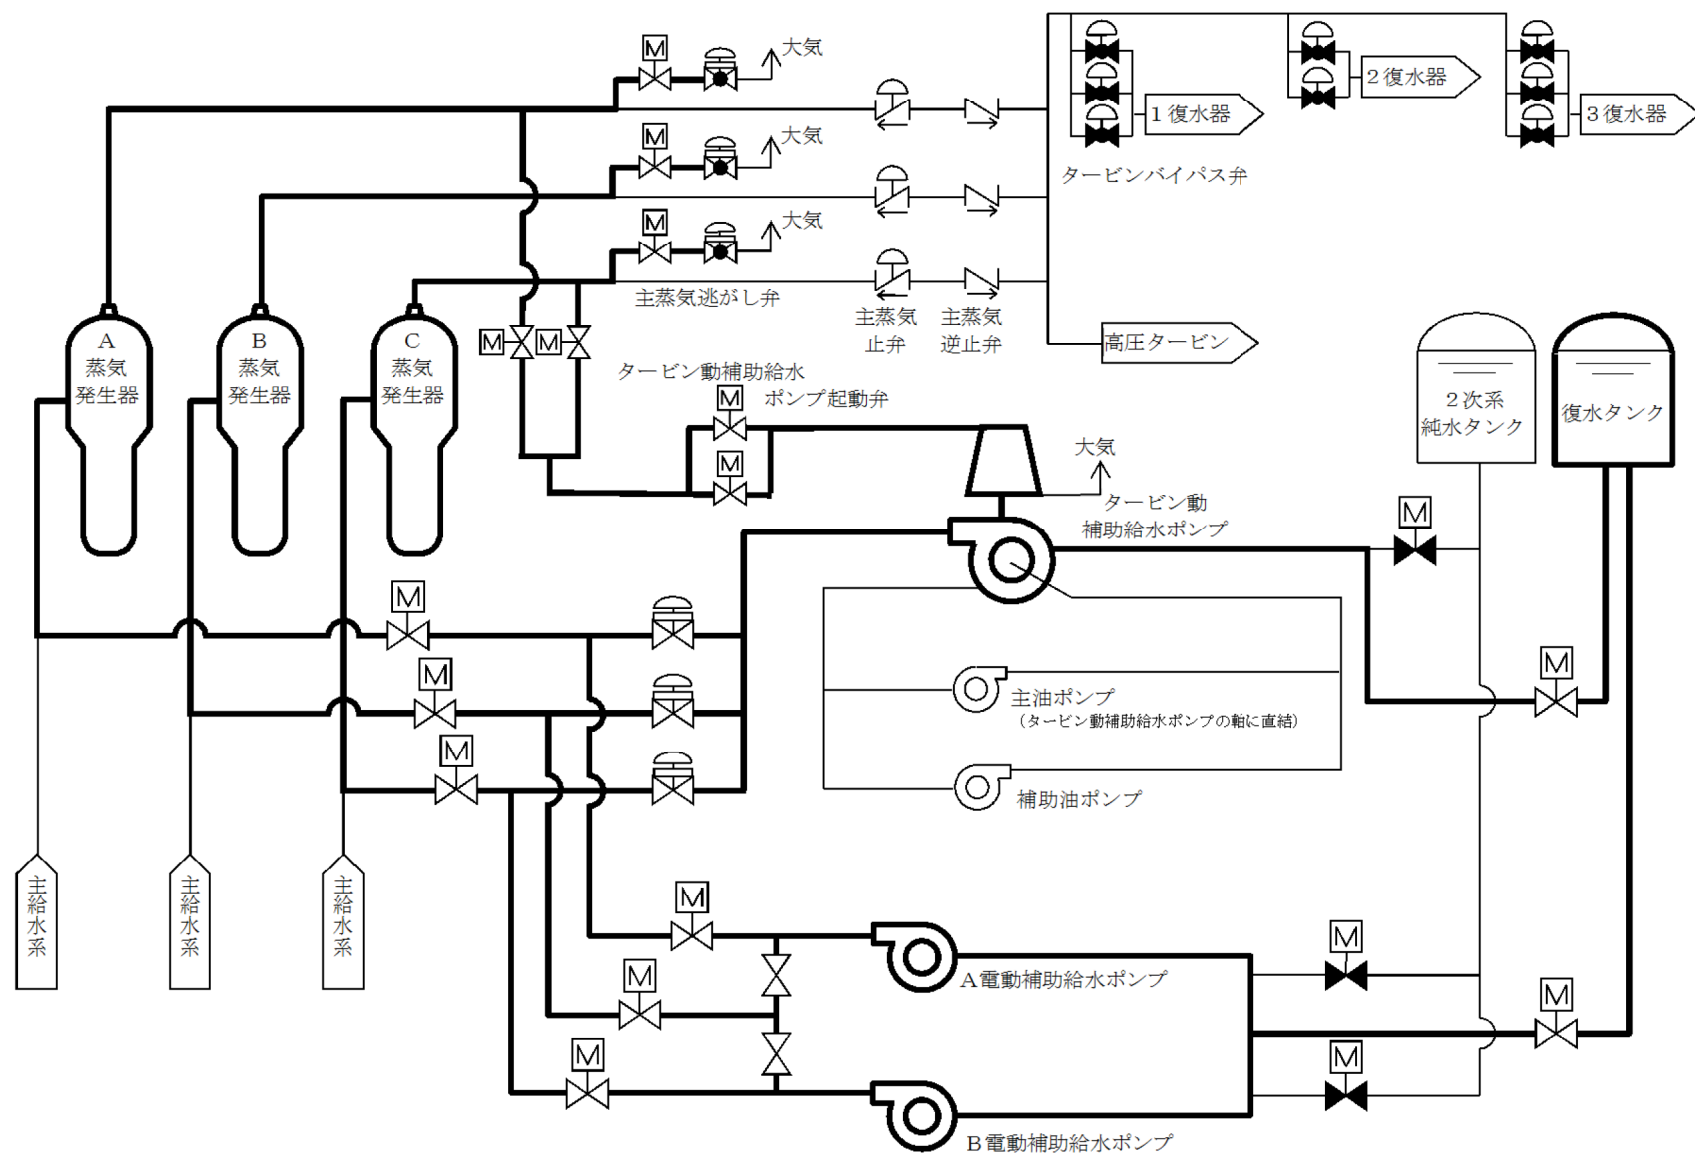 M
大気
M
大気
M
大気
1復水器
2復水器
3復水器
タービンバイパス弁
主蒸気逃がし弁
主蒸気
止弁
主蒸気
逆止弁
高圧タービン
A
蒸気
発生器
B
蒸気
発生器
C
蒸気
発生器
M
M
タービン動補助給水
ポンプ起動弁
M
M
大気
タービン動
補助給水ポンプ
2次系
純水タンク
復水タンク
M
M
M
M
M
主油ポンプ
(タービン動補助給水ポンプの軸に直結)
補助油ポンプ
主給水系
主給水系
主給水系
M
M
M
A電動補助給水ポンプ
B電動補助給水ポンプ
M
M
M